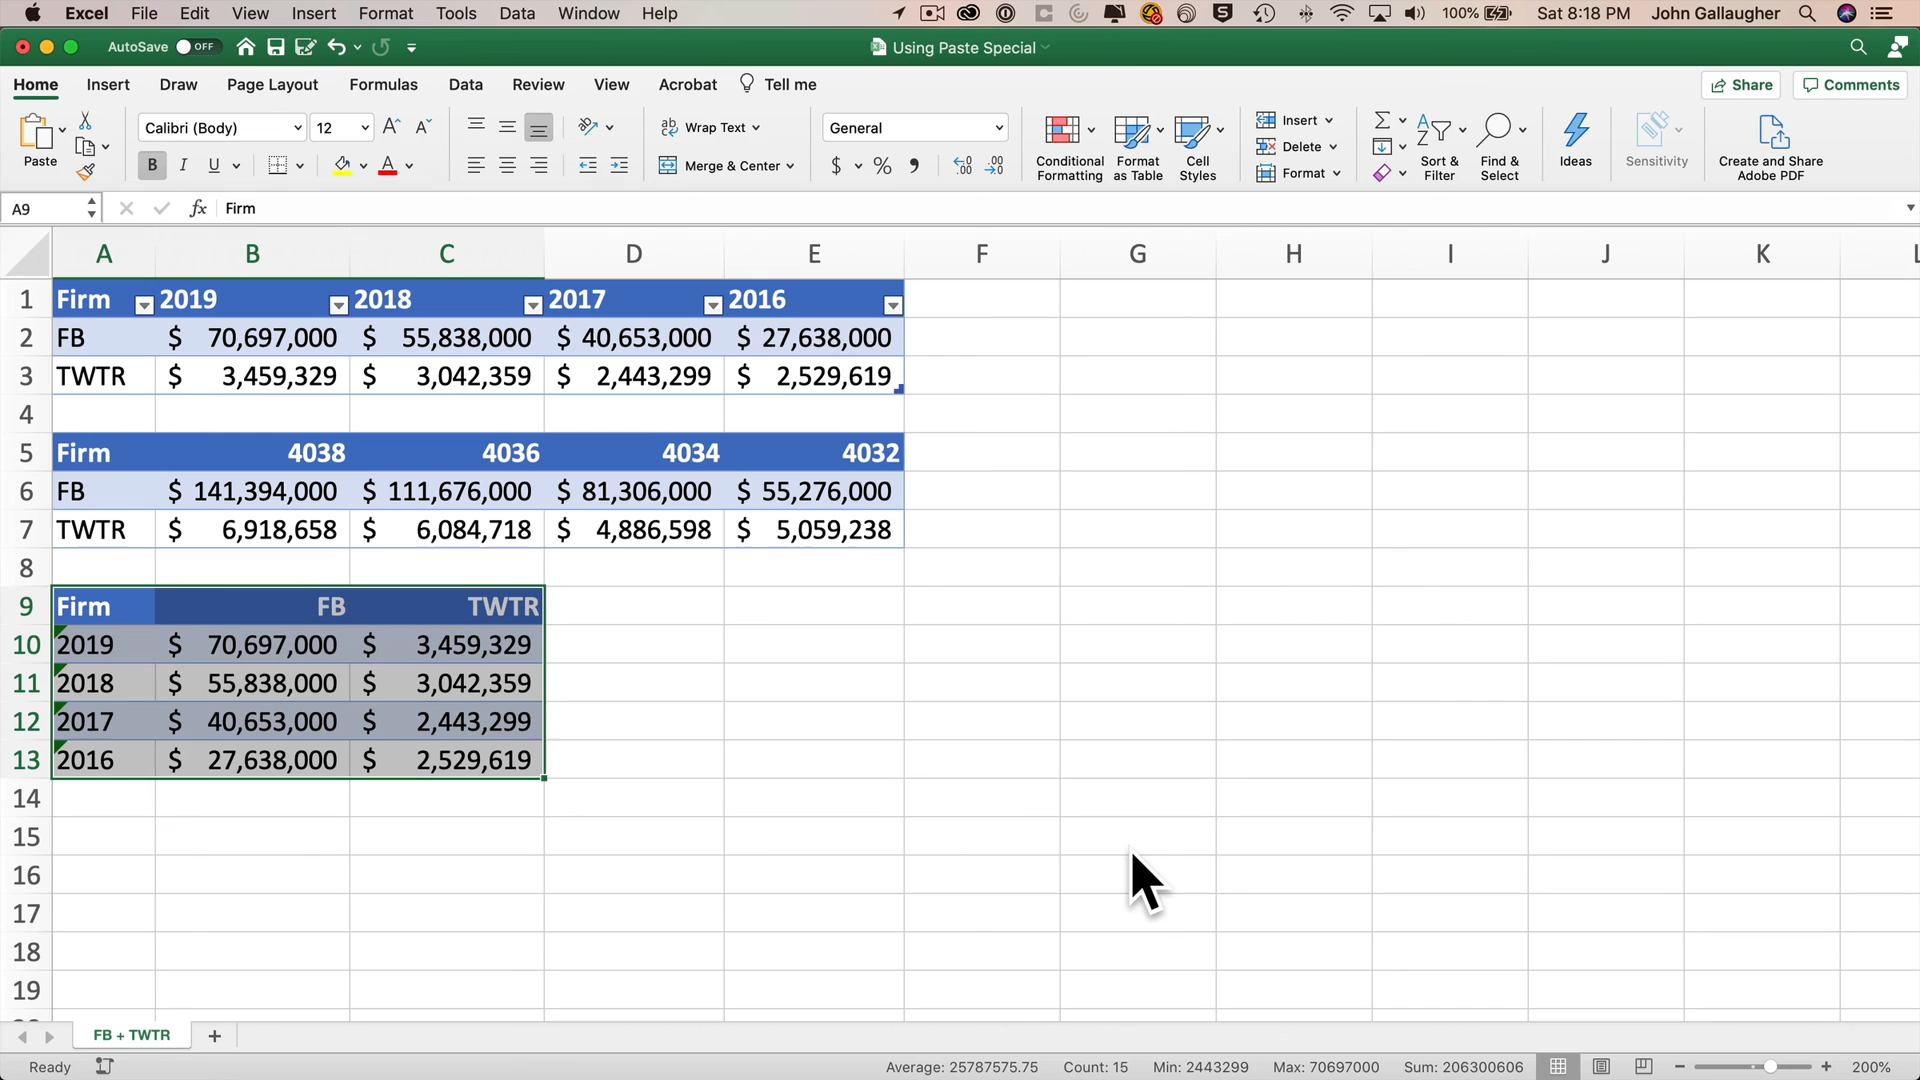 Excel File Edit View Insert Format Tools Data Window Help 100% Sat 8:18 PM John Gallaugher
AutoSave OFF Using Paste Special
Home Insert Draw Page Layout Formulas Data Review View Acrobat Tell me Share Comments
Paste Calibri (Body) 12 Wrap Text General Insert
B I U Merge & Center $ % Conditional Formatting Format as Table Cell Styles Delete Format Sort & Filter Find & Select Ideas Sensitivity Create and Share Adobe PDF
A9 fx Firm
A B C D E F G H I J K L
1 Firm 2019 2018 2017 2016
2 FB $ 70,697,000 $ 55,838,000 $ 40,653,000 $ 27,638,000
3 TWTR $ 3,459,329 $ 3,042,359 $ 2,443,299 $ 2,529,619
4
5 Firm 4038 4036 4034 4032
6 FB $ 141,394,000 $ 111,676,000 $ 81,306,000 $ 55,276,000
7 TWTR $ 6,918,658 $ 6,084,718 $ 4,886,598 $ 5,059,238
8
9 Firm FB TWTR
10 2019 $ 70,697,000 $ 3,459,329
11 2018 $ 55,838,000 $ 3,042,359
12 2017 $ 40,653,000 $ 2,443,299
13 2016 $ 27,638,000 $ 2,529,619
14
15
16
17
18
19
FB + TWTR +
Ready Average: 25787575.75 Count: 15 Min: 2443299 Max: 70697000 Sum: 206300606 200%